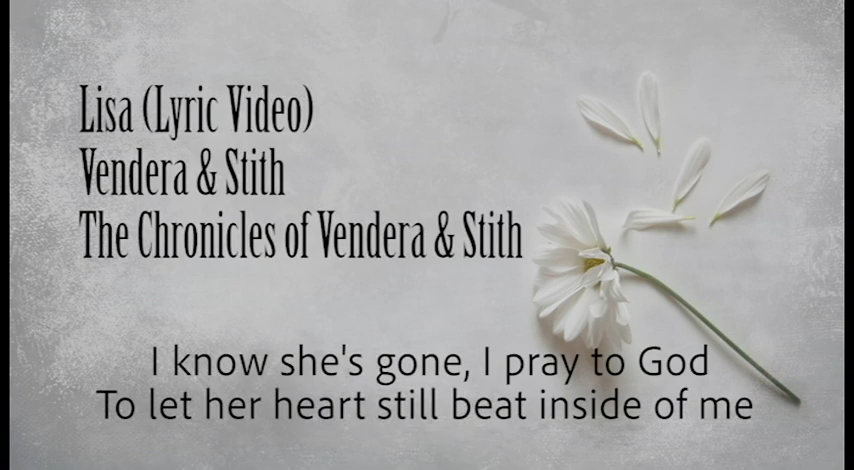 Lisa (Lyric Video)
Vendera & Stith
The Chronicles of Vendera & Stith
I know she's gone, I pray to God
To let her heart still beat inside of me